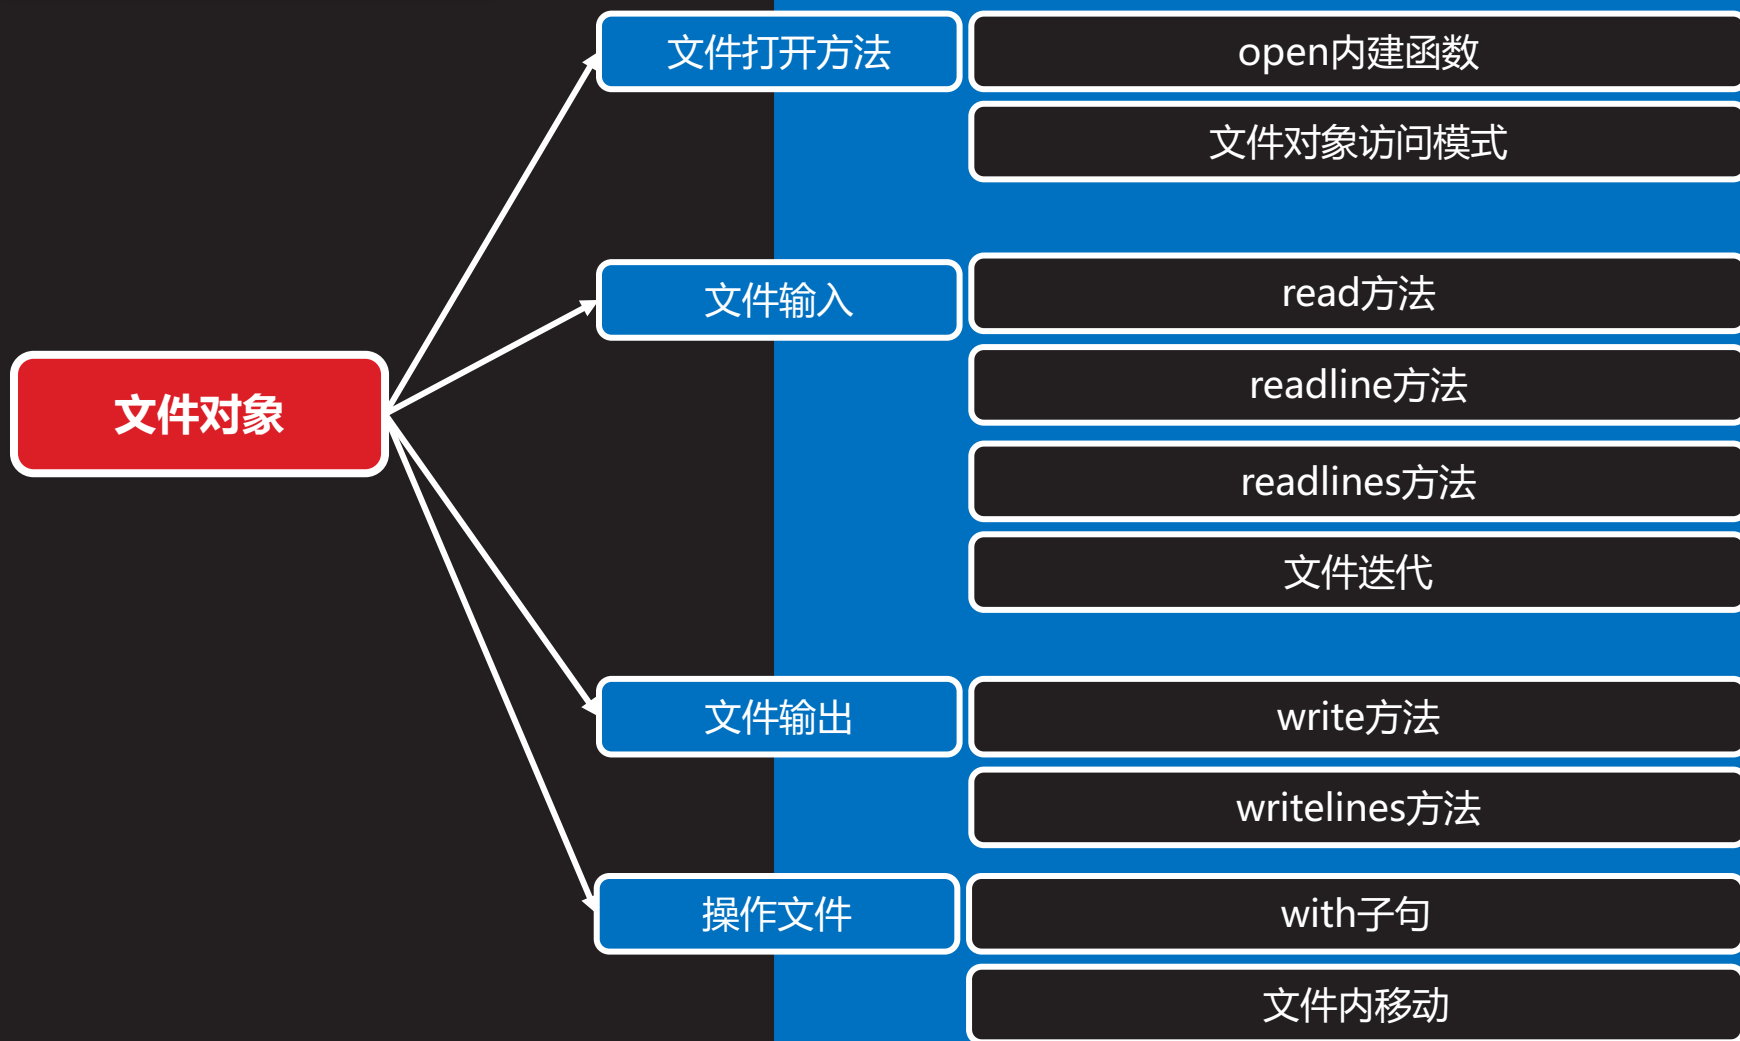 文件对象
文件打开方法
open内建函数
文件对象访问模式
文件输入
read方法
readline方法
readlines方法
文件迭代
文件输出
write方法
writelines方法
操作文件
with子句
文件内移动